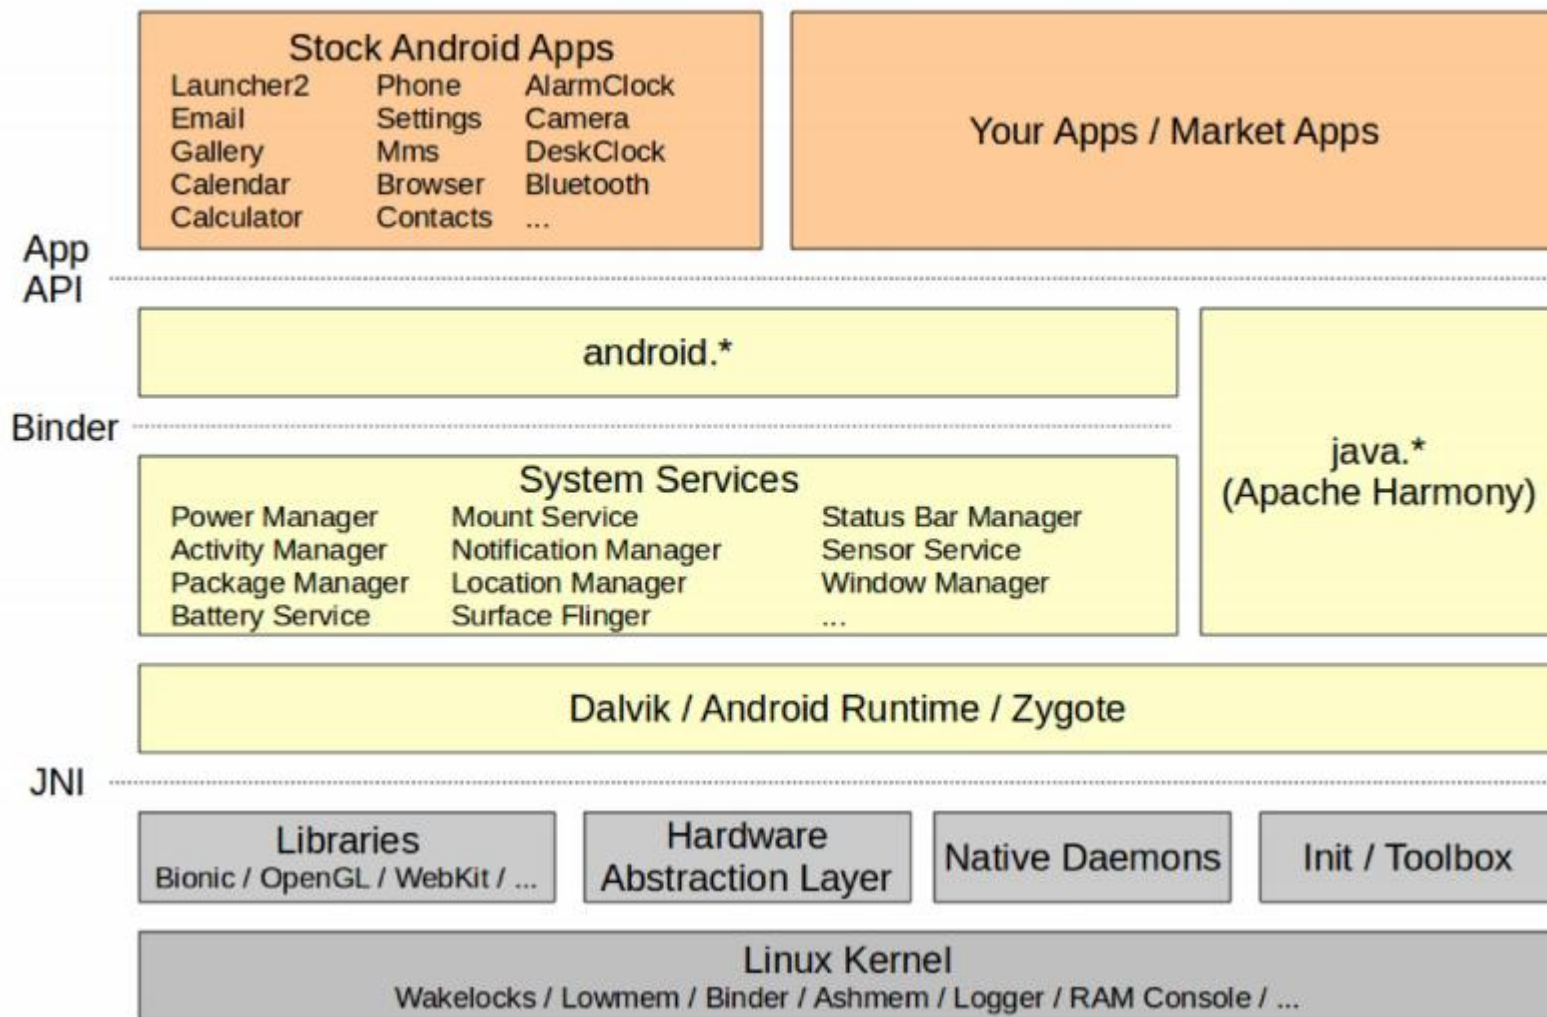 Stock Android Apps
Launcher2 Phone AlarmClock
Email Settings Camera
Gallery Mms DeskClock
Calendar Browser Bluetooth
Calculator Contacts ...
Your Apps / Market Apps
App
API
android.*
Binder
java.*
(Apache Harmony)
System Services
Power Manager Mount Service Status Bar Manager
Activity Manager Notification Manager Sensor Service
Package Manager Location Manager Window Manager
Battery Service Surface Flinger ...
Dalvik / Android Runtime / Zygote
JNI
Libraries
Bionic / OpenGL / WebKit / ...
Hardware
Abstraction Layer
Native Daemons
Init / Toolbox
Linux Kernel
Wakelocks / Lowmem / Binder / Ashmem / Logger / RAM Console / ...